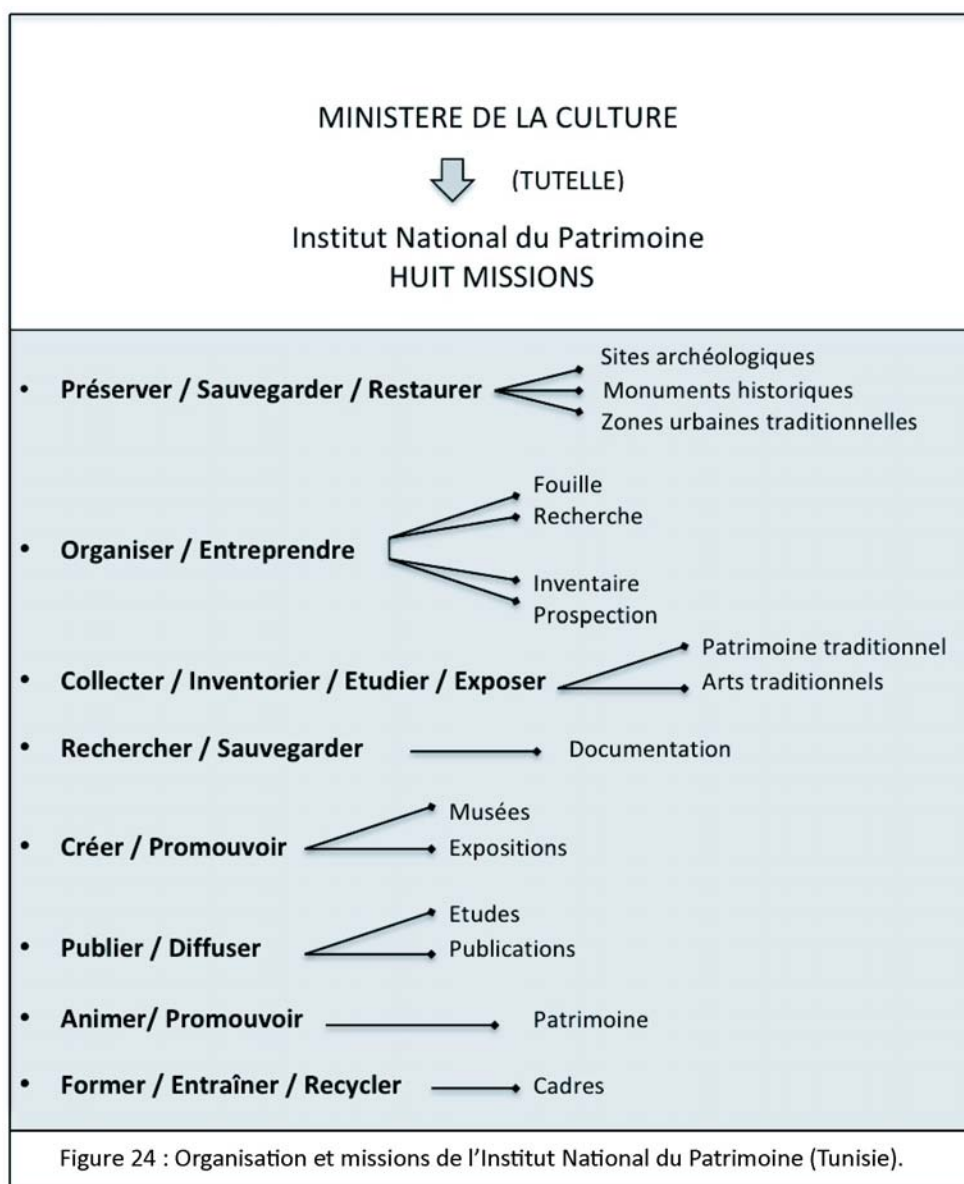 MINISTERE DE LA CULTURE
(TUTELLE)
Institut National du Patrimoine
HUIT MISSIONS
• Préserver / Sauvegarder / Restaurer
Sites archéologiques
Monuments historiques
Zones urbaines traditionnelles
• Organiser / Entreprendre
Fouille
Recherche
Inventaire
Prospection
• Collecter / Inventorier / Etudier / Exposer
Patrimoine traditionnel
Arts traditionnels
• Rechercher / Sauvegarder
Documentation
• Créer / Promouvoir
Musées
Expositions
• Publier / Diffuser
Etudes
Publications
• Animer/ Promouvoir
Patrimoine
• Former / Entraîner / Recycler
Cadres
Figure 24 : Organisation et missions de l'Institut National du Patrimoine (Tunisie).